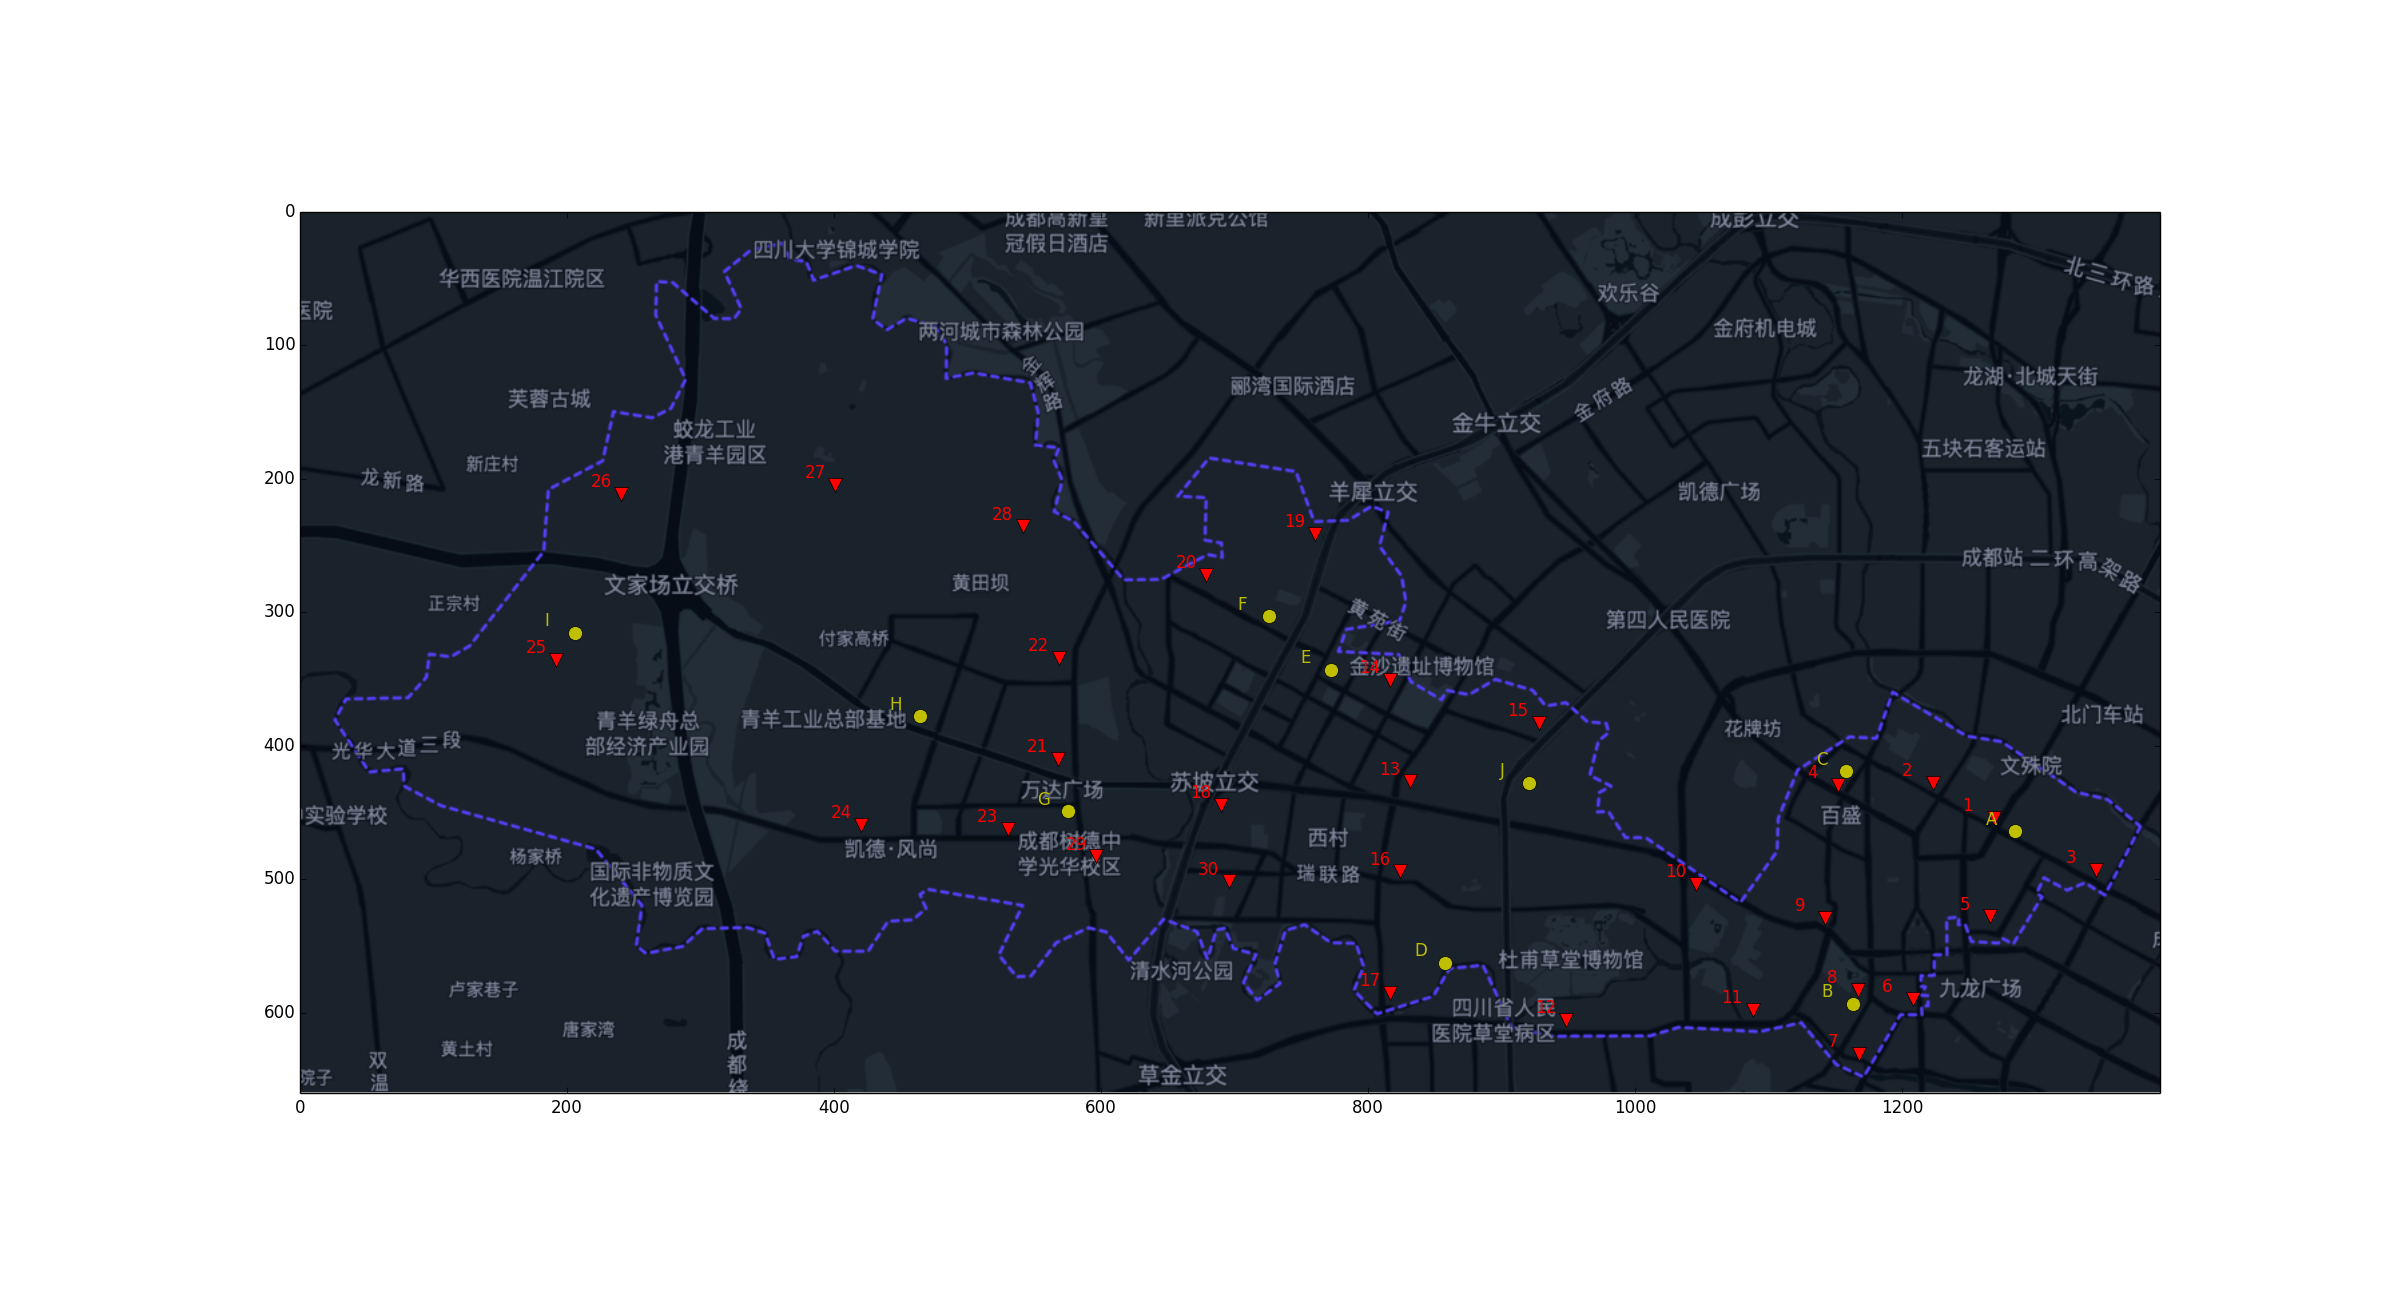 0
成都高新皇
新里派克公馆
成彭立交
四川大学锦城学院
冠假日酒店
北三环路
华西医院温江院区
欢乐谷
医院
两河城市森林公园
金府机电城
100
金辉路
龙湖·北城天街
郦湾国际酒店
芙蓉古城
金府路
蛟龙工业
港青羊园区
金牛立交
五块石客运站
新庄村
龙新路
27
200
26
羊犀立交
凯德广场
28
19
成都站
二环高架路
20
文家场立交桥
黄田坝
正宗村
F
300
I
黄苑街
第四人民医院
付家高桥
25
22
E
金沙遗址博物馆
H
15
青羊绿舟总
部经济产业园
青羊工业总部基地
花牌坊
北门车站
400
光华大道三段
21
C
文殊院
J
13
4
2
万达广场
苏坡立交
18
G
1
中实验学校
24
23
百盛
A
凯德·风尚
成都树德中
学光华校区
29
西村
杨家桥
500
国际非物质文
化遗产博览园
30
瑞联路
16
10
3
9
5
D
清水河公园
杜甫草堂博物馆
17
8
卢家巷子
B
6
九龙广场
11
四川省人民
医院草堂病区
600
唐家湾
黄土村
7
成都绕
双温
院子
草金立交
0
200
400
600
800
1000
1200